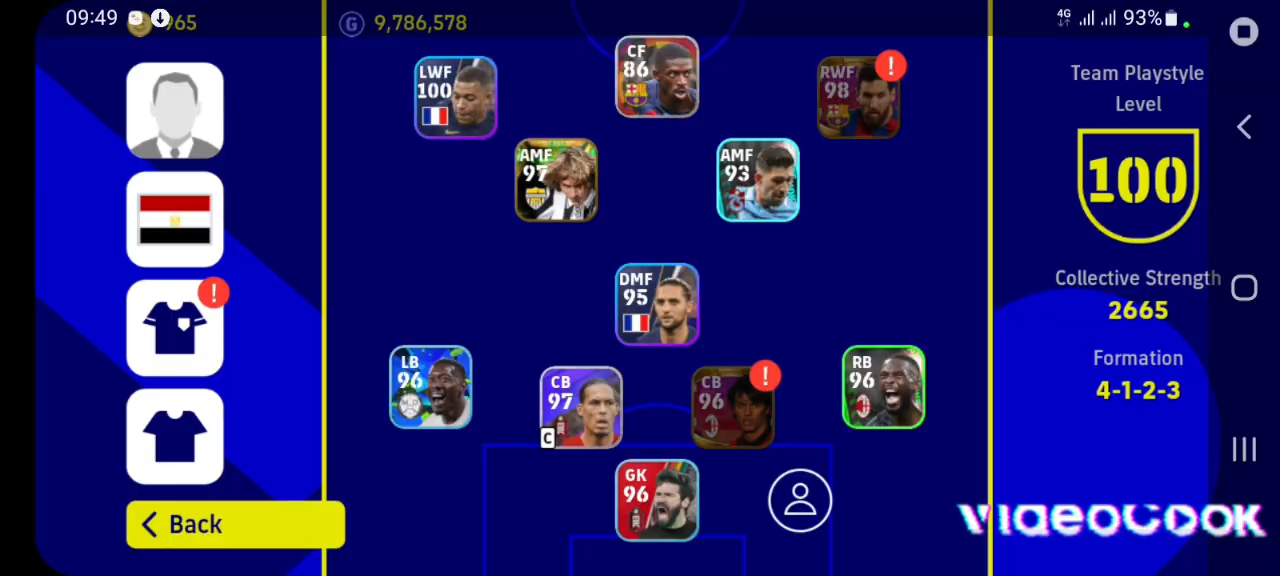 09:49
965
9,786,578
4G
93%
LWF
100
CF
86
RWF
98
!
AMF
97
AMF
93
DMF
95
LB
96
CB
97
C
CB
96
!
RB
96
GK
96
!
Back
Team Playstyle
Level
100
Collective Strength
2665
Formation
4-1-2-3
VIDEOCOOK